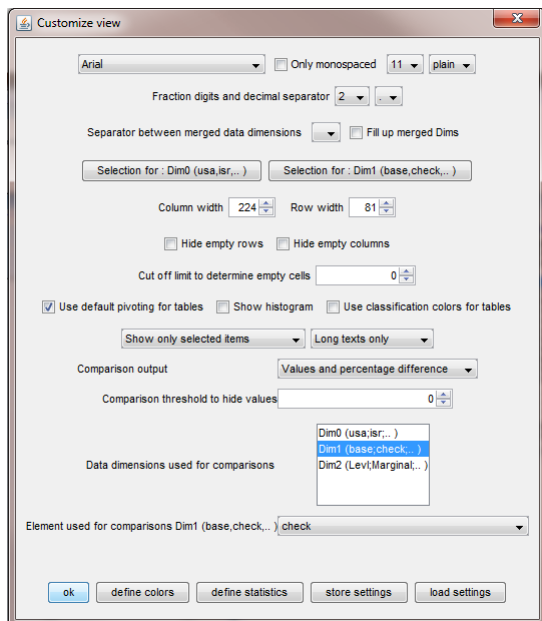 Customize view
Arial Only monospaced 11 plain
Fraction digits and decimal separator 2 .
Separator between merged data dimensions Fill up merged Dims
Selection for : Dim0 (usa,isr,.. ) Selection for : Dim1 (base,check,.. )
Column width 224 Row width 81
Hide empty rows Hide empty columns
Cut off limit to determine empty cells 0
Use default pivoting for tables Show histogram Use classification colors for tables
Show only selected items Long texts only
Comparison output Values and percentage difference
Comparison threshold to hide values 0
Dim0 (usa;isr;.. )
Dim1 (base;check;.. )
Data dimensions used for comparisons Dim2 (Levl;Marginal;.. )
Element used for comparisons Dim1 (base,check,.. ) check
ok define colors define statistics store settings load settings